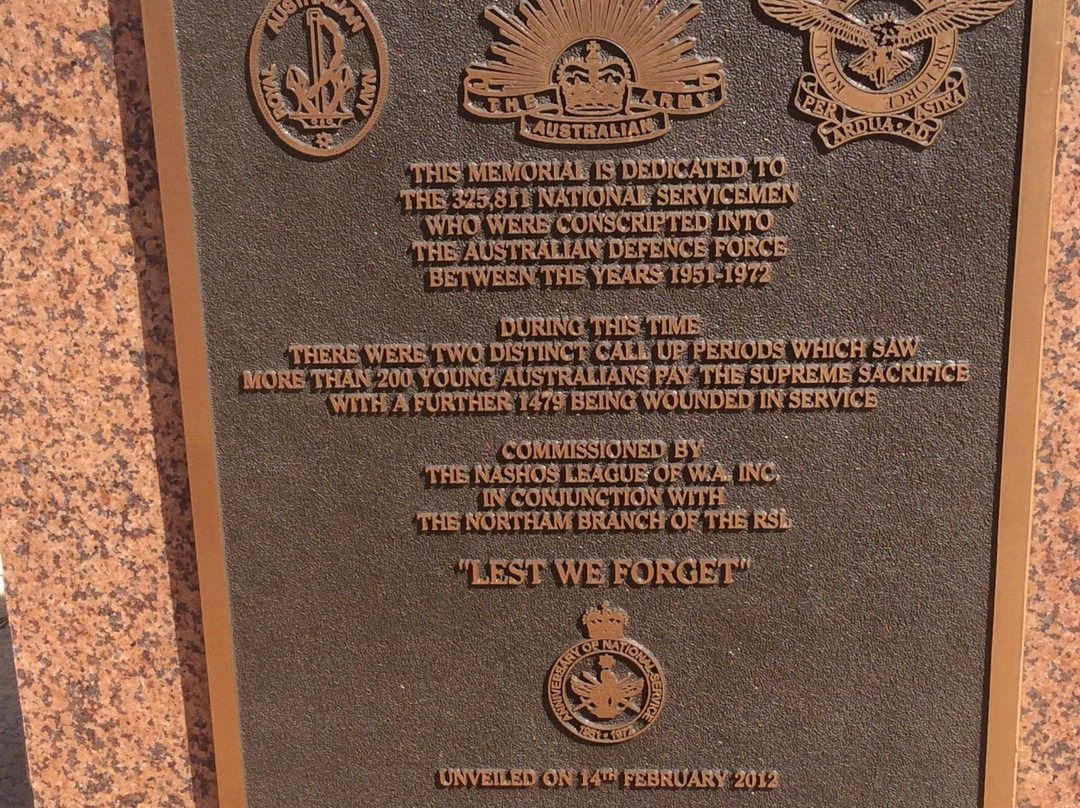 ROYAL AUSTRALIAN NAVY
THE AUSTRALIAN ARMY
ROYAL AIR FORCE
PER ARDUA AD ASTRA
THIS MEMORIAL IS DEDICATED TO
THE 325,811 NATIONAL SERVICEMEN
WHO WERE CONSCRIPTED INTO
THE AUSTRALIAN DEFENCE FORCE
BETWEEN THE YEARS 1951-1972
DURING THIS TIME
THERE WERE TWO DISTINCT CALL UP PERIODS WHICH SAW
MORE THAN 200 YOUNG AUSTRALIANS PAY THE SUPREME SACRIFICE
WITH A FURTHER 1479 BEING WOUNDED IN SERVICE
COMMISSIONED BY
THE NASHOS LEAGUE OF W.A. INC.
IN CONJUNCTION WITH
THE NORTHAM BRANCH OF THE RSL
"LEST WE FORGET"
ANNIVERSARY OF NATIONAL SERVICE
1951 - 1972
UNVEILED ON 14TH FEBRUARY 2012